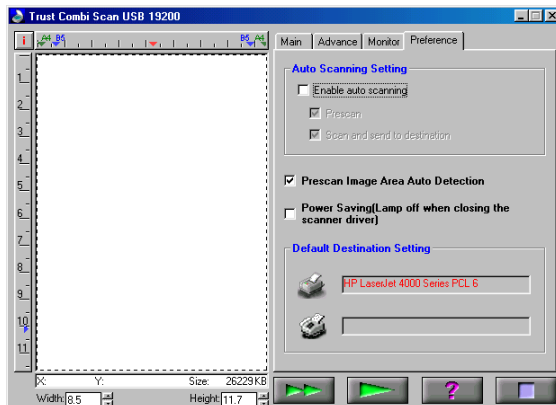 Trust Combi Scan USB 19200
i A4 B5 B5 A4
Main Advance Monitor Preference
Auto Scanning Setting
Enable auto scanning
Prescan
Scan and send to destination
Prescan Image Area Auto Detection
Power Saving(Lamp off when closing the
scanner driver)
Default Destination Setting
HP LaserJet 4000 Series PCL 6
1
2
3
4
5
6
7
8
9
10
11
X: Y: Size: 26229KB
Width: 8.5 Height: 11.7
?